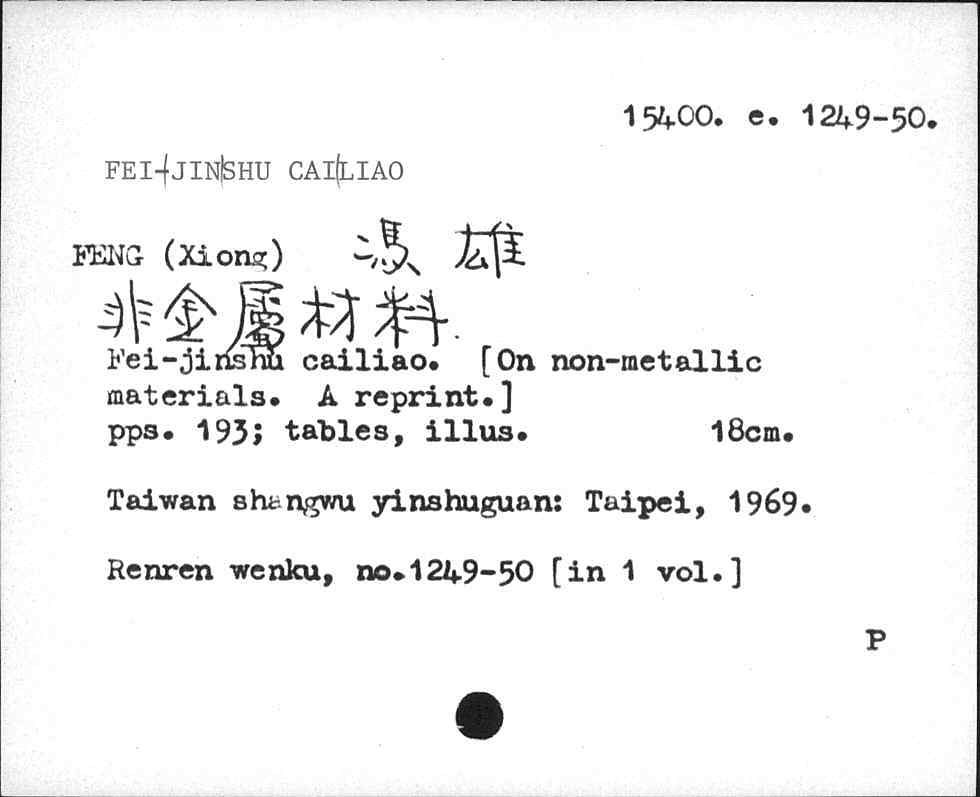 15400. e. 1249-50.
FEI-JINSHU CAILIAO
FENG (Xiong) 馮 雄
非金屬材料.
Fei-jinshu cailiao. [On non-metallic
materials. A reprint.]
pps. 193; tables, illus. 18cm.
Taiwan shangwu yinshuguan: Taipei, 1969.
Renren wenku, no.1249-50 [in 1 vol.]
P